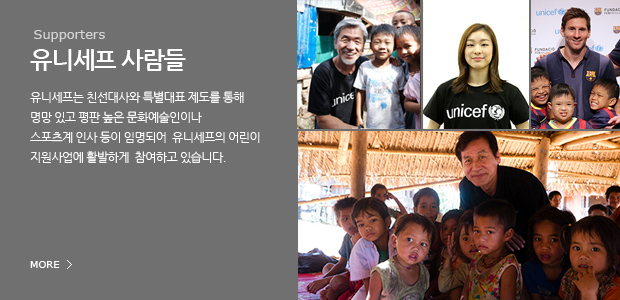 Supporters
유니세프 사람들
유니세프는 친선대사와 특별대표 제도를 통해
명망 있고 평판 높은 문화예술인이나
스포츠계 인사 등이 임명되어 유니세프의 어린이
지원사업에 활발하게 참여하고 있습니다.
MORE >
unicef
unicef
FUNDACIÓ